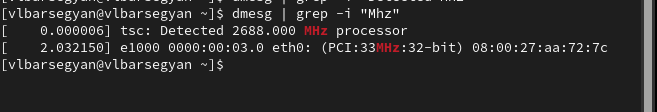 [vlbarsegyan@vlbarsegyan ~]$ dmesg | grep -i "Mhz"
[    0.000006] tsc: Detected 2688.000 MHz processor
[    2.032150] e1000 0000:00:03.0 eth0: (PCI:33MHz:32-bit) 08:00:27:aa:72:7c
[vlbarsegyan@vlbarsegyan ~]$